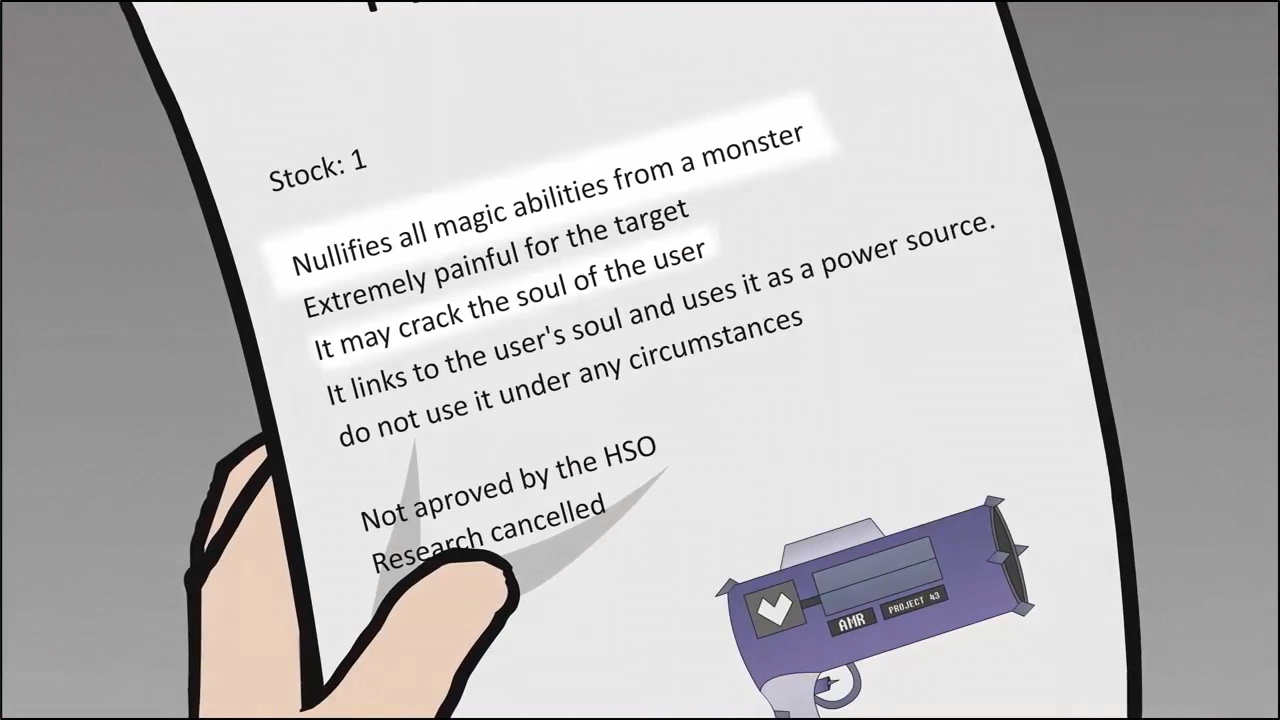 Stock: 1
Nullifies all magic abilities from a monster
Extremely painful for the target
It may crack the soul of the user
It links to the user's soul and uses it as a power source.
do not use it under any circumstances
Not aproved by the HSO
Research cancelled
AMR
PROJECT 43